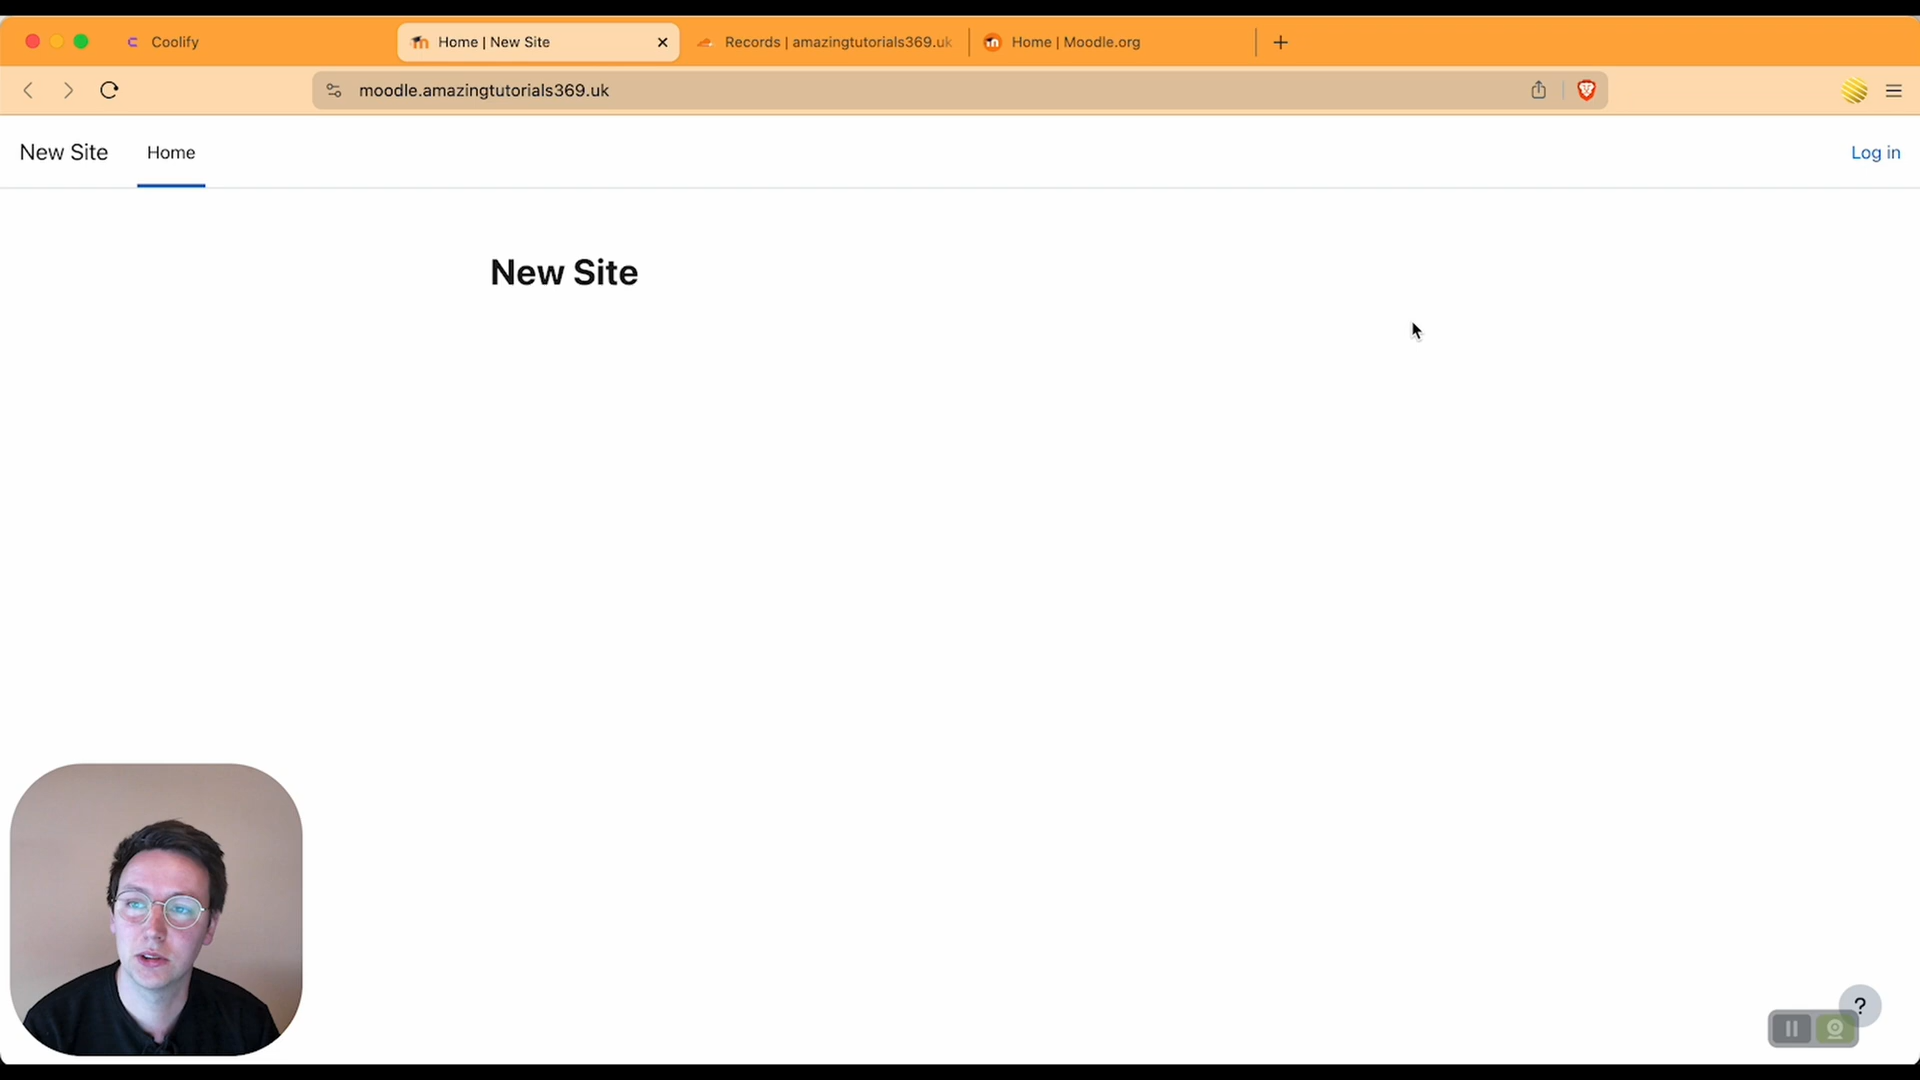 Coolify
Home | New Site
Records | amazingtutorials369.uk
Home | Moodle.org
moodle.amazingtutorials369.uk
New Site
Home
Log in
New Site
?